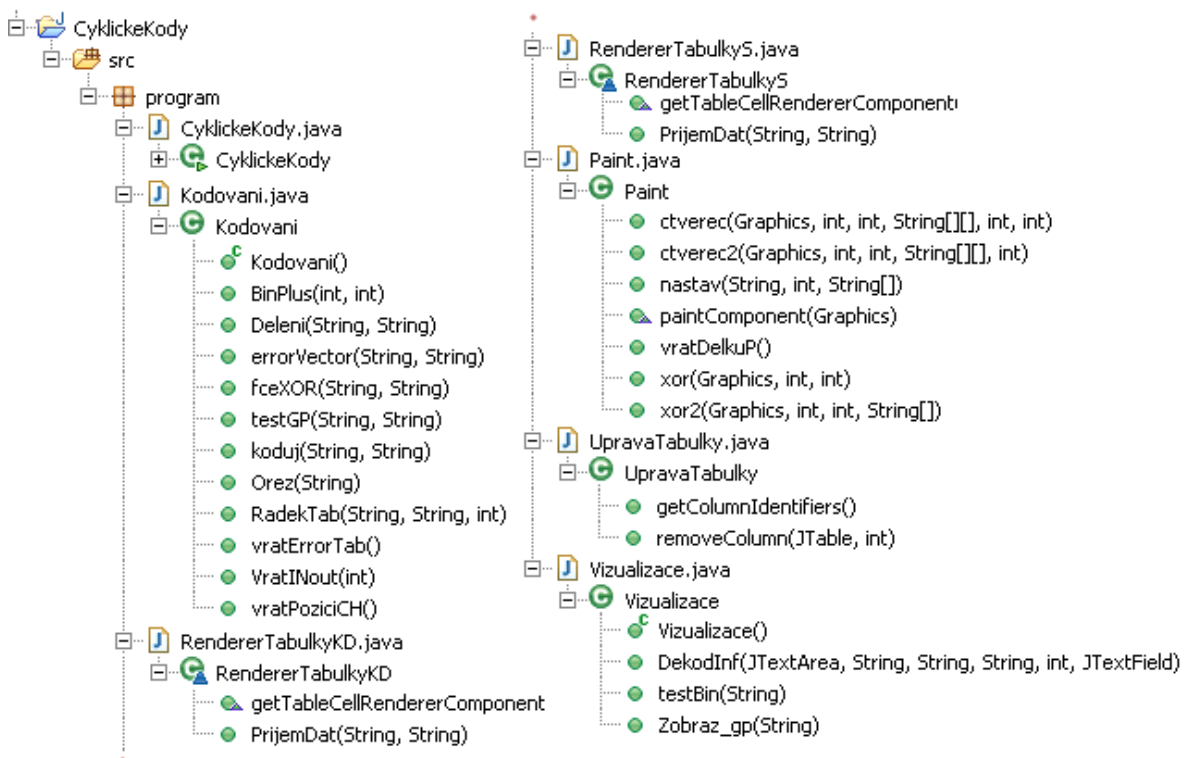 CyklickeKody
src
program
CyklickeKody.java
CyklickeKody
Kodovani.java
Kodovani
Kodovani()
BinPlus(int, int)
Deleni(String, String)
errorVector(String, String)
fceXOR(String, String)
testGP(String, String)
koduj(String, String)
Orez(String)
RadekTab(String, String, int)
vratErrorTab()
VratINout(int)
vratPoziciCH()
RendererTabulkyKD.java
RendererTabulkyKD
getTableCellRendererComponent
PrijemDat(String, String)
RendererTabulkyS.java
RendererTabulkyS
getTableCellRendererComponent(
PrijemDat(String, String)
Paint.java
Paint
ctverec(Graphics, int, int, String[][], int, int)
ctverec2(Graphics, int, int, String[][], int)
nastav(String, int, String[])
paintComponent(Graphics)
vratDelkuP()
xor(Graphics, int, int)
xor2(Graphics, int, int, String[])
UpravaTabulky.java
UpravaTabulky
getColumnIdentifiers()
removeColumn(JTable, int)
Vizualizace.java
Vizualizace
Vizualizace()
DekodInf(JTextArea, String, String, String, int, JTextField)
testBin(String)
Zobraz_gp(String)